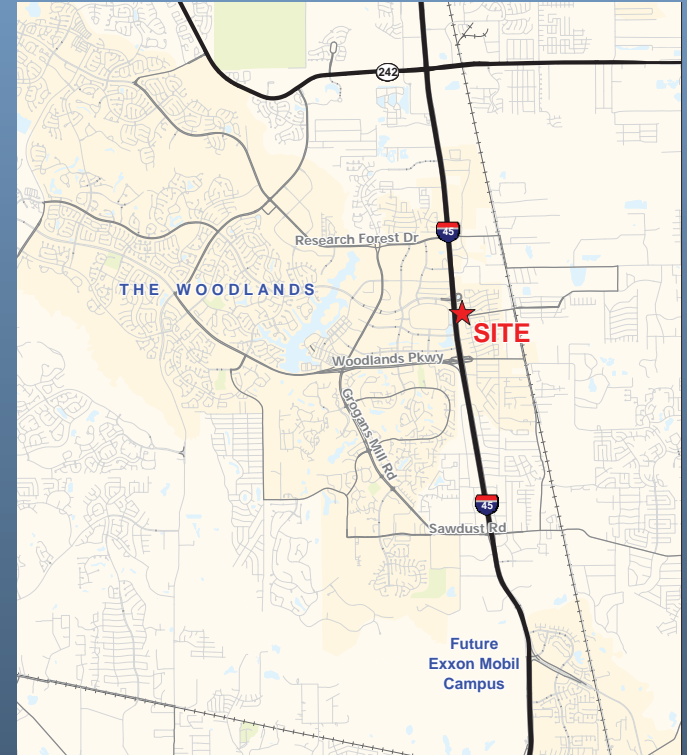 242
Research Forest Dr
45
THE WOODLANDS
SITE
Woodlands Pkwy
Grogans Mill Rd
45
Sawdust Rd
Future
Exxon Mobil
Campus